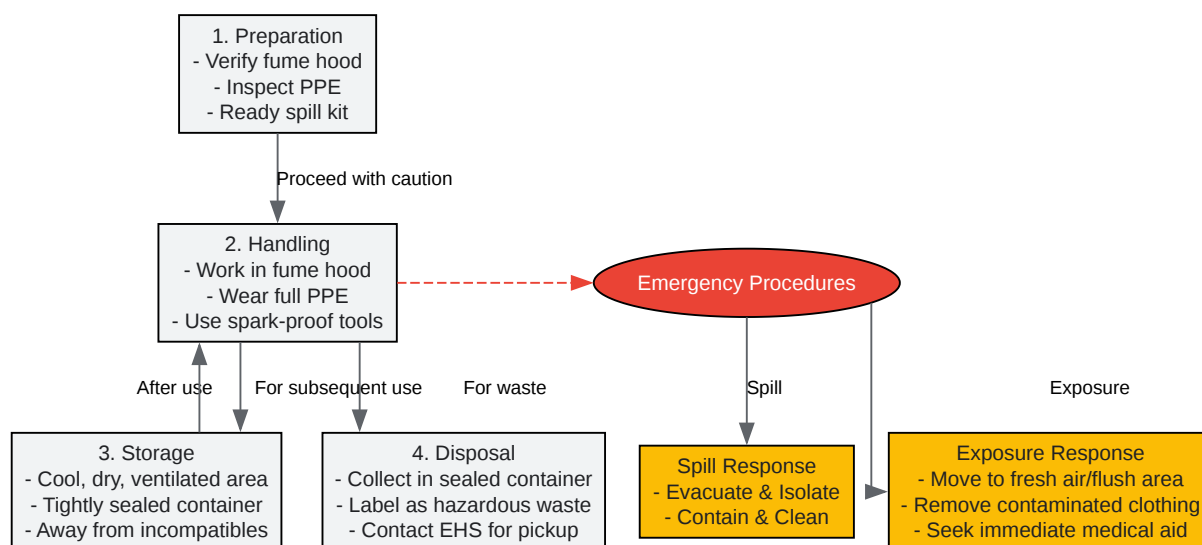 1. Preparation
- Verify fume hood
- Inspect PPE
- Ready spill kit
Proceed with caution
2. Handling
- Work in fume hood
- Wear full PPE
- Use spark-proof tools
Emergency Procedures
After use
For subsequent use
For waste
Spill
Exposure
3. Storage
- Cool, dry, ventilated area
- Tightly sealed container
- Away from incompatibles
4. Disposal
- Collect in sealed container
- Label as hazardous waste
- Contact EHS for pickup
Spill Response
- Evacuate & Isolate
- Contain & Clean
Exposure Response
- Move to fresh air/flush area
- Remove contaminated clothing
- Seek immediate medical aid